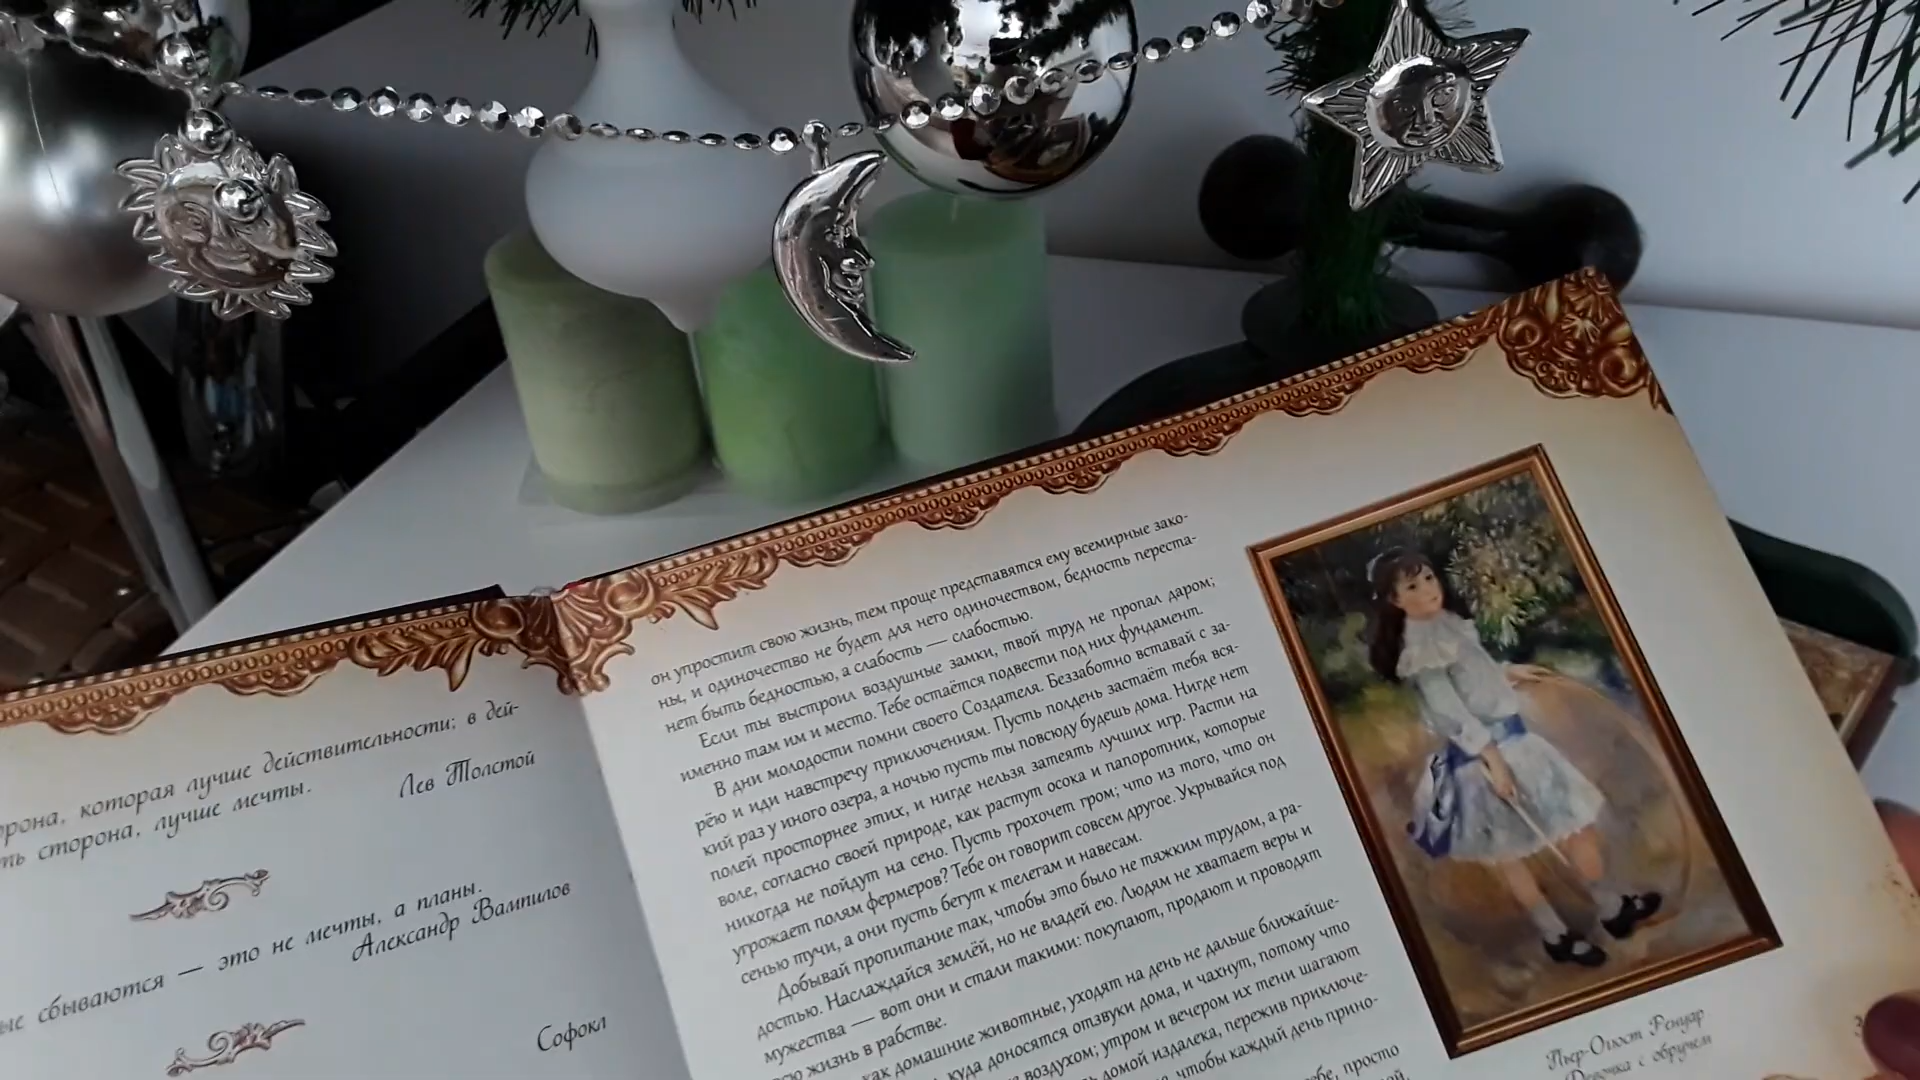 орона, которая лучше действительности; в дей-
ть сторона, лучше мечты.
Лев Толстой
ые сбываются — это не мечты, а планы.
Александр Вампилов
Софокл
он упростит свою жизнь, тем проще представятся ему всемирные зако-
ны, и одиночество не будет для него одиночеством, бедность переста-
нет быть бедностью, а слабость — слабостью.
Если ты выстроил воздушные замки, твой труд не пропал даром;
именно там им и место. Тебе остаётся подвести под них фундамент.
В дни молодости помни своего Создателя. Беззаботно вставай с за-
рёю и иди навстречу приключениям. Пусть полдень застаёт тебя вся-
кий раз у иного озера, а ночью пусть ты повсюду будешь дома. Нигде нет
полей просторнее этих, и нигде нельзя затеять лучших игр. Расти на
воле, согласно своей природе, как растут осока и папоротник, которые
никогда не пойдут на сено. Пусть грохочет гром; что из того, что он
угрожает полям фермеров? Тебе он говорит совсем другое. Укрывайся под
сенью тучи, а они пусть бегут к телегам и навесам.
Добывай пропитание так, чтобы это было не тяжким трудом, а ра-
достью. Наслаждайся землёй, но не владей ею. Людям не хватает веры и
мужества — вот они и стали такими: покупают, продают и проводят
сю жизнь в рабстве.
как домашние животные, уходят на день не дальше ближайше-
куда доносятся отзвуки дома, и чахнут, потому что
воздухом; утром и вечером их тени шагают
домой издалека, пережив приключе-
чтобы каждый день прино-
ебе, просто
Пьер-Огюст Ренуар
Девочка с обручем